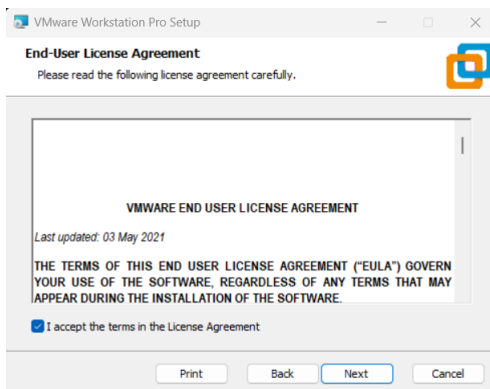 VMware Workstation Pro Setup
End-User License Agreement
Please read the following license agreement carefully.
VMWARE END USER LICENSE AGREEMENT
Last updated: 03 May 2021
THE TERMS OF THIS END USER LICENSE AGREEMENT (“EULA”) GOVERN
YOUR USE OF THE SOFTWARE, REGARDLESS OF ANY TERMS THAT MAY
APPEAR DURING THE INSTALLATION OF THE SOFTWARE.
I accept the terms in the License Agreement
Print Back Next Cancel